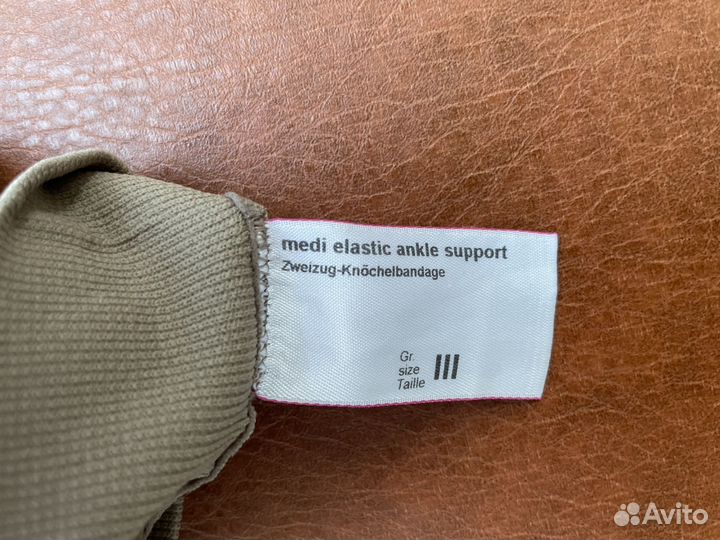 medi elastic ankle support
Zweizug-Knöchelbandage
Gr.
size
Taille
III
Avito